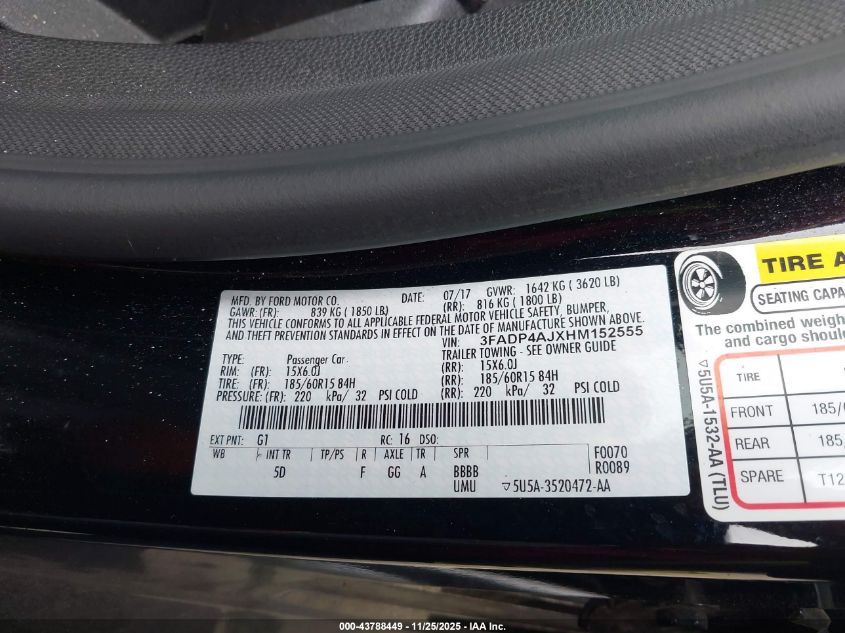 MFD. BY FORD MOTOR CO. DATE: 07/17 GVWR: 1642 KG ( 3620 LB)
GAWR: (FR): 839 KG ( 1850 LB) (RR): 816 KG ( 1800 LB)
THIS VEHICLE CONFORMS TO ALL APPLICABLE FEDERAL MOTOR VEHICLE SAFETY, BUMPER,
AND THEFT PREVENTION STANDARDS IN EFFECT ON THE DATE OF MANUFACTURE SHOWN ABOVE.
VIN: 3FADP4AJXHM152555
TYPE: Passenger Car TRAILER TOWING - SEE OWNER GUIDE
RIM: (FR): 15X6.0J (RR): 15X6.0J
TIRE: (FR): 185/60R15 84H (RR): 185/60R15 84H
PRESSURE: (FR): 220 kPa/ 32 PSI COLD (RR): 220 kPa/ 32 PSI COLD
EXT PNT: G1 RC: 16 DSO: F0070
WB INT TR TP/PS R AXLE TR SPR R0089
5D F GG A BBBB
UMU ▽5U5A-3520472-AA
TIRE A
SEATING CAPA
The combined weigh
and cargo should
TIRE
FRONT 185/
REAR 185
SPARE T12
▽5U5A-1532-AA (TLU)
000-43788449 - 11/25/2025 - IAA Inc.